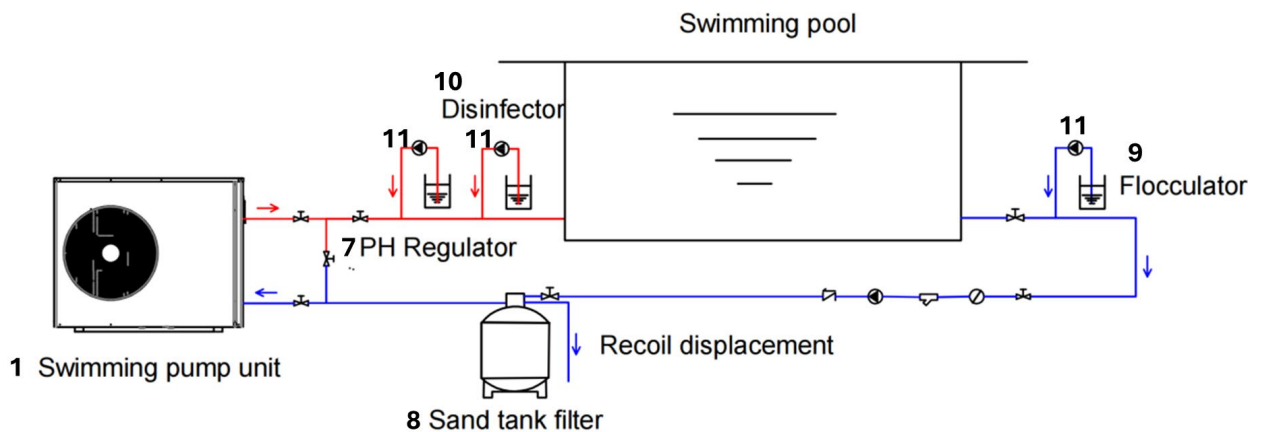 Swimming pool
10
Disinfector
11 11
11
9
Flocculator
7 PH Regulator
Recoil displacement
1 Swimming pump unit
8 Sand tank filter